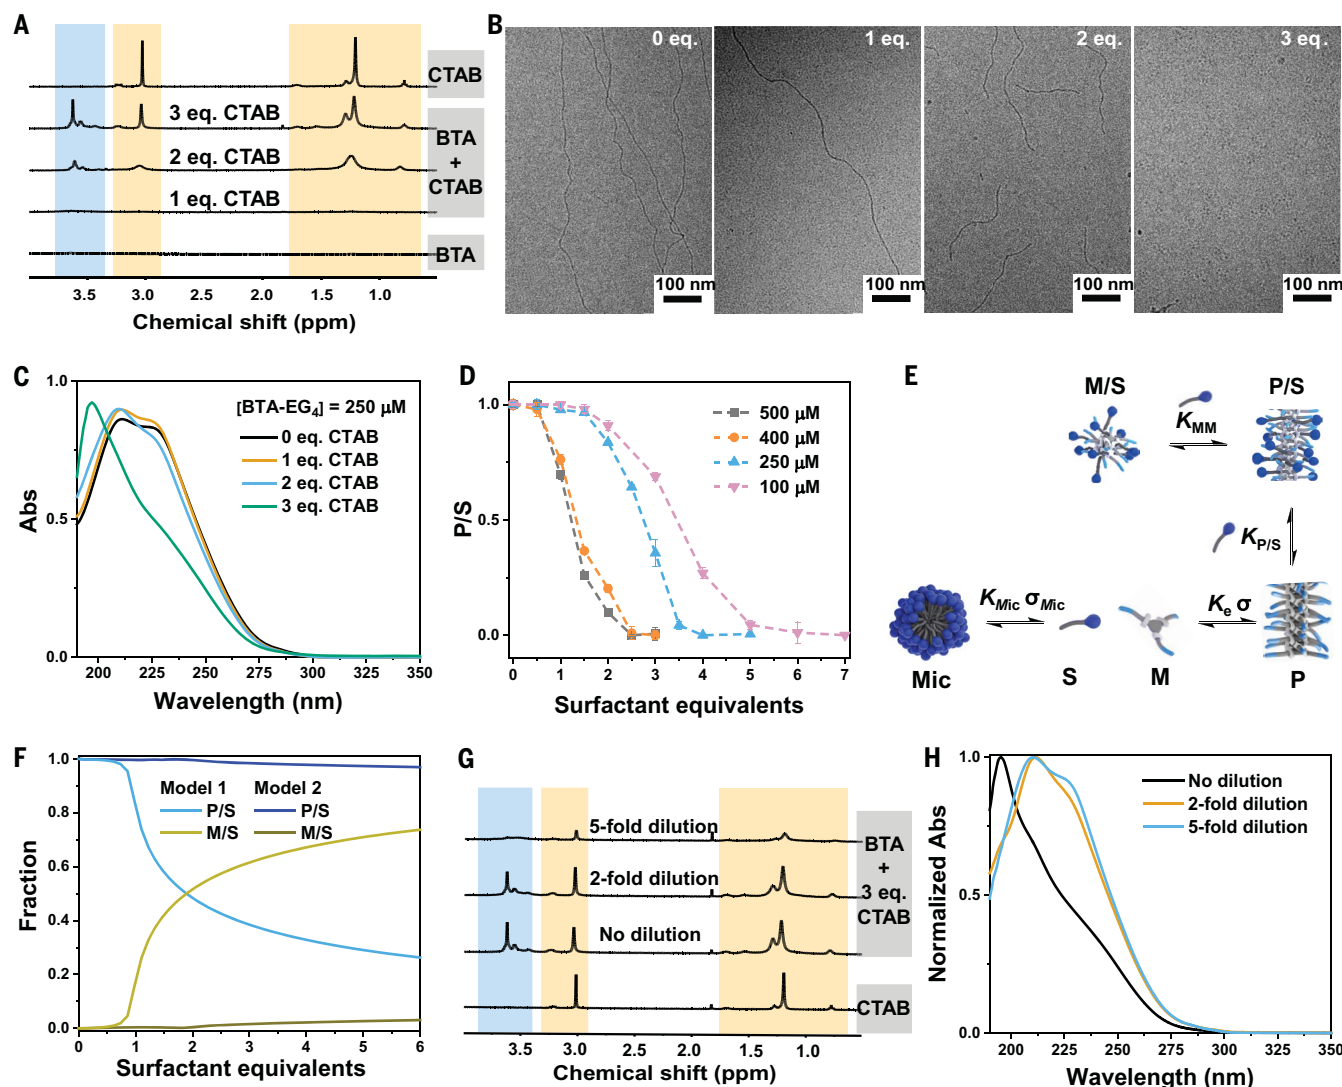 A
CTAB
3 eq. CTAB
2 eq. CTAB
1 eq. CTAB
BTA
+
CTAB
BTA
3.5 3.0 2.5 2.0 1.5 1.0
Chemical shift (ppm)
B
0 eq. 1 eq. 2 eq. 3 eq.
100 nm 100 nm 100 nm 100 nm
C
1.0
0.5
0.0
Abs
[BTA-EG₄] = 250 µM
0 eq. CTAB
1 eq. CTAB
2 eq. CTAB
3 eq. CTAB
200 225 250 275 300 325 350
Wavelength (nm)
D
1.0
0.5
0.0
P/S
500 µM
400 µM
250 µM
100 µM
0 1 2 3 4 5 6 7
Surfactant equivalents
E
M/S
P/S
K_MM
K_P/S
K_Mic σ_Mic
K_e σ
Mic
S
M
P
F
1.0
0.8
0.6
0.4
0.2
0.0
Fraction
Model 1 Model 2
P/S P/S
M/S M/S
0 1 2 3 4 5 6
Surfactant equivalents
G
5-fold dilution
2-fold dilution
No dilution
BTA
+
3 eq.
CTAB
CTAB
3.5 3.0 2.5 2.0 1.5 1.0
Chemical shift (ppm)
H
1.0
0.5
0.0
Normalized Abs
No dilution
2-fold dilution
5-fold dilution
200 225 250 275 300 325 350
Wavelength (nm)